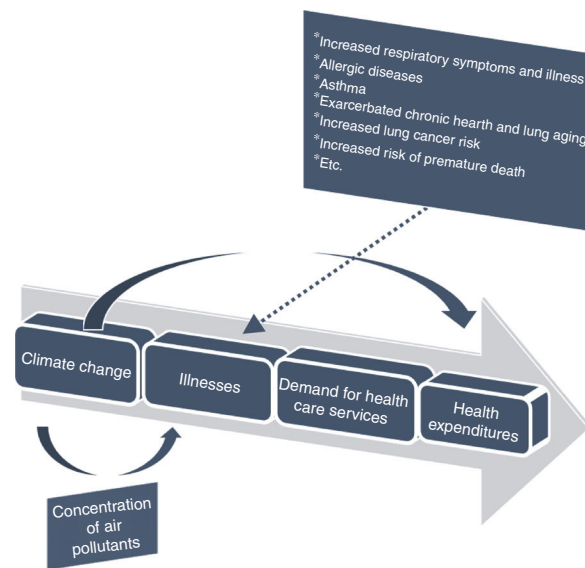 *Increased respiratory symptoms and illness
*Allergic diseases
*Asthma
*Exarcerbated chronic hearth and lung aging
*Increased lung cancer risk
*Increased risk of premature death
*Etc.
Climate change
Illnesses
Demand for health
care services
Health
expenditures
Concentration
of air
pollutants